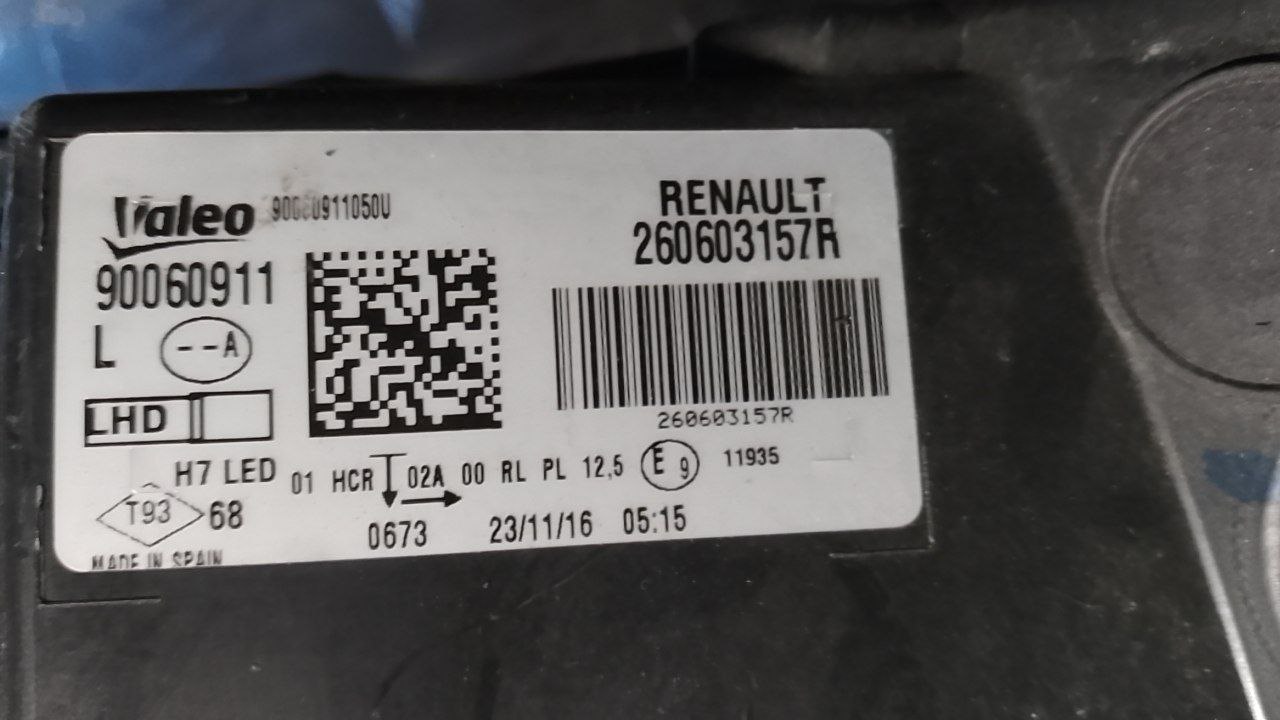 Valeo
90060911
L --A
LHD
H7 LED
T93 68
MADE IN SPAIN
RENAULT
260603157R
260603157R
01 HCR 02A 00 RL PL 12,5 E 9 11935
0673 23/11/16 05:15